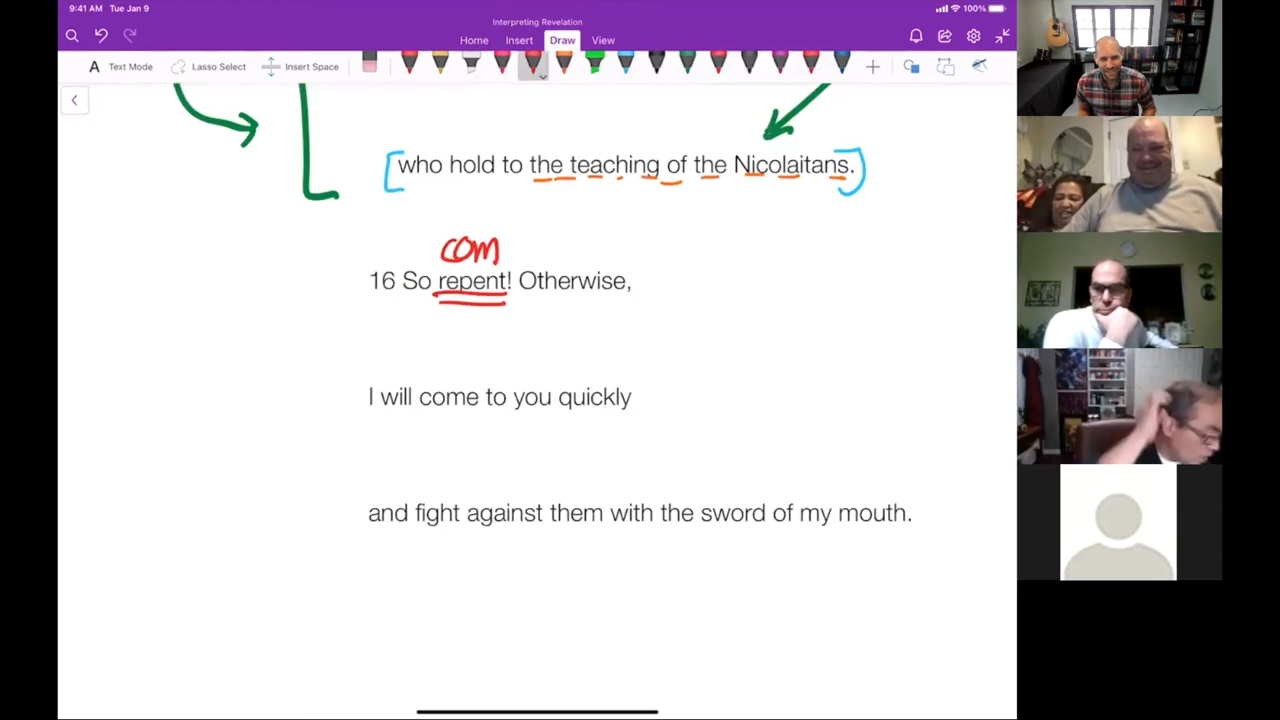 9:41 AM Tue Jan 9
100%
Interpreting Revelation
Home Insert Draw View
A Text Mode Lasso Select Insert Space
who hold to the teaching of the Nicolaitans.
com
16 So repent! Otherwise,
I will come to you quickly
and fight against them with the sword of my mouth.